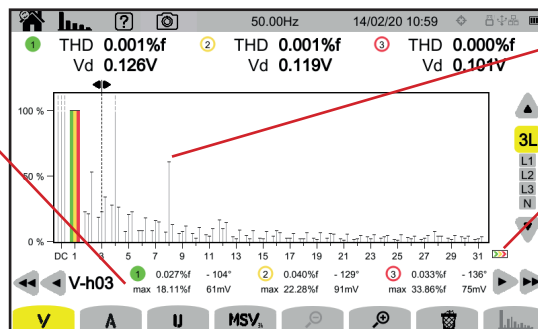 50.00Hz 14/02/20 10:59
1 THD 0.001%f 2 THD 0.001%f 3 THD 0.000%f
Vd 0.126V Vd 0.119V Vd 0.101V
100 %
50 %
0 %
DC 1 3 5 7 9 11 13 15 17 19 21 23 25 27 29 31
3L
L1
L2
L3
N
V-h03 1 0.027%f - 104° 2 0.040%f - 129° 3 0.033%f - 136°
max 18.11%f 61mV max 22.28%f 91mV max 33.86%f 75mV
V A U MSV